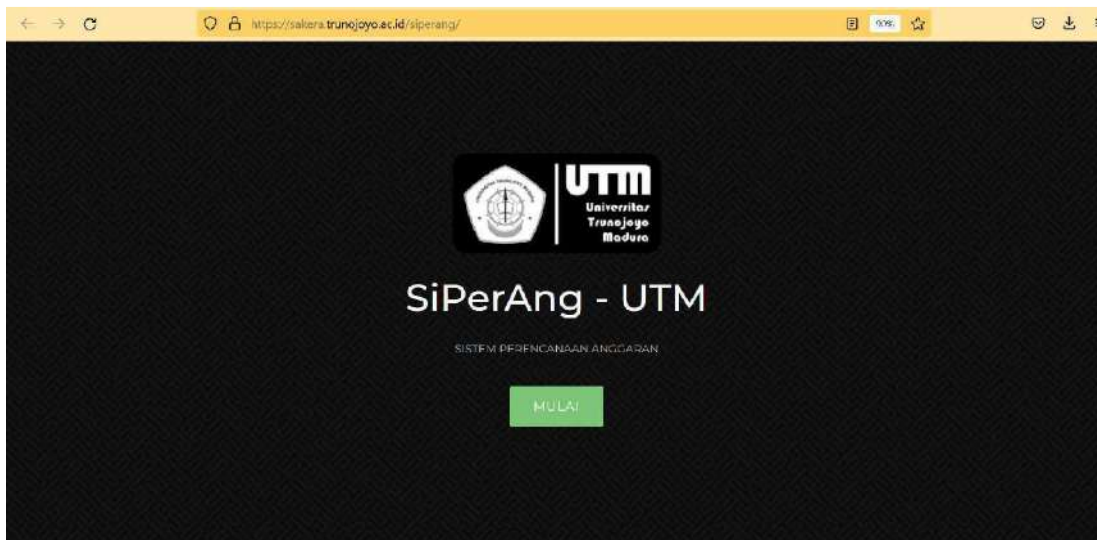 https://sakera.trunojoyo.ac.id/siperang/
90%
UTM
Universitas
Trunojoyo
Madura
SiPerAng - UTM
SISTEM PERENCANAAN ANGGARAN
MULAI